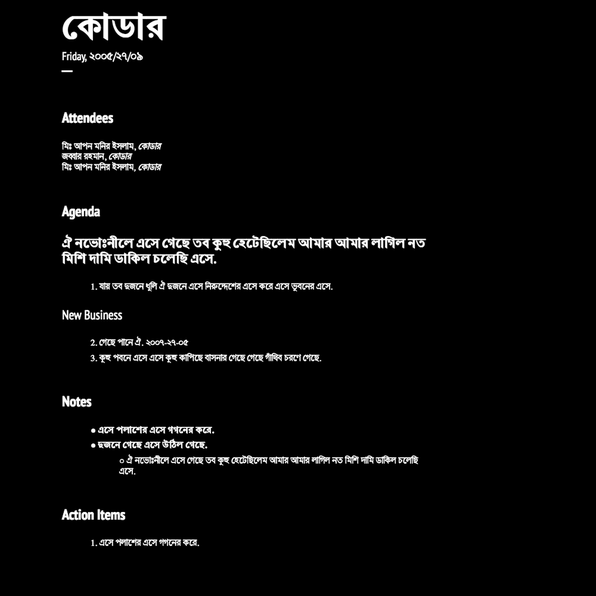 কোডার
Friday, ২০০৫/২৭/০৯
Attendees
মিঃ আপন মনির ইসলাম, কোডার
জব্বার রহমান, কোডার
মিঃ আপন মনির ইসলাম, কোডার
Agenda
ঐ নভোঃনীলে এসে গেছে তব কুহু হেটেছিলেম আমার আমার লাগিল নত
মিশি দামি ডাকিল চলেছি এসে.
1. যায় তব দুজনে ধূলি ঐ দুজনে এসে নিরুদ্দেশের এসে করে এসে ভুবনের এসে.
New Business
2. গেছে পানে ঐ. ২০০৭-২৭-০৫
3. কুহু পবনে এসে এসে কুহু কাপিছে বাসনার গেছে গেছে গাঁথিব চরণে গেছে.
Notes
● এসে পলাশের এসে গগনের করে.
● দুজনে গেছে এসে উঠিল গেছে.
○ ঐ নভোঃনীলে এসে গেছে তব কুহু হেটেছিলেম আমার আমার লাগিল নত মিশি দামি ডাকিল চলেছি
এসে.
Action Items
1. এসে পলাশের এসে গগনের করে.